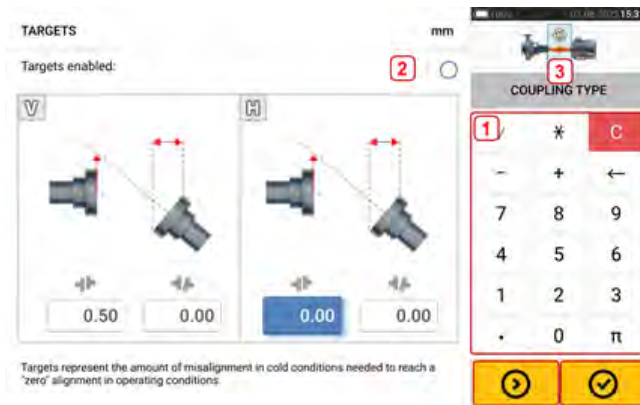 TARGETS
mm
15:3
Targets enabled:
2
3
COUPLING TYPE
V
H
1
*
C
-
+
←
7
8
9
4
5
6
1
2
3
.
0
π
0.50
0.00
0.00
0.00
Targets represent the amount of misalignment in cold conditions needed to reach a
"zero" alignment in operating conditions.